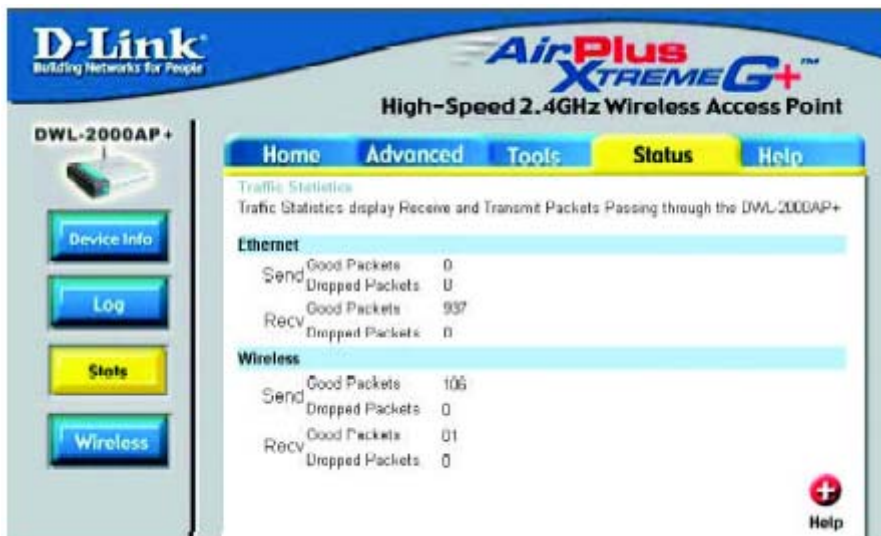 D-Link
Building Networks for People
AirPlus
XTREME G+™
High-Speed 2.4GHz Wireless Access Point
DWL-2000AP+
Home Advanced Tools Status Help
Device Info
Log
Stats
Wireless
Traffic Statistics
Traffic Statistics display Receive and Transmit Packets Passing through the DWL-2000AP+
Ethernet
Send Good Packets 0
Dropped Packets 0
Recv Good Packets 937
Dropped Packets 0
Wireless
Send Good Packets 106
Dropped Packets 0
Recv Good Packets
Dropped Packets 0
Help